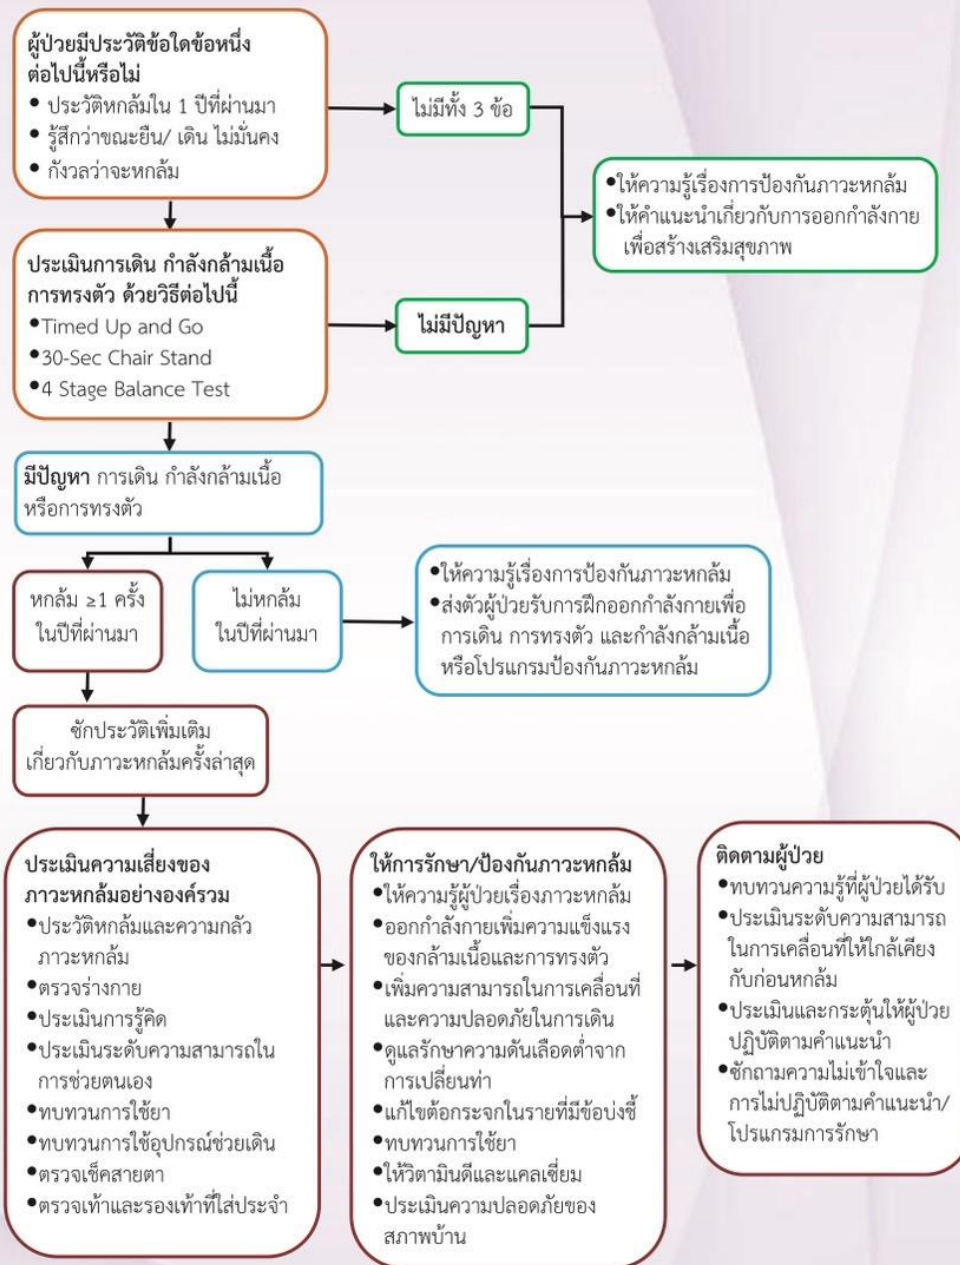 ผู้ป่วยมีประวัติข้อใดข้อหนึ่ง
ต่อไปนี้หรือไม่
• ประวัติหกล้มใน 1 ปีที่ผ่านมา
• รู้สึกว่าขณะยืน/ เดิน ไม่มั่นคง
• กังวลว่าจะหกล้ม
ไม่มีทั้ง 3 ข้อ
•ให้ความรู้เรื่องการป้องกันภาวะหกล้ม
•ให้คำแนะนำเกี่ยวกับการออกกำลังกาย
เพื่อสร้างเสริมสุขภาพ
ประเมินการเดิน กำลังกล้ามเนื้อ
การทรงตัว ด้วยวิธีต่อไปนี้
•Timed Up and Go
•30-Sec Chair Stand
•4 Stage Balance Test
ไม่มีปัญหา
มีปัญหา การเดิน กำลังกล้ามเนื้อ
หรือการทรงตัว
หกล้ม ≥1 ครั้ง
ในปีที่ผ่านมา
ไม่หกล้ม
ในปีที่ผ่านมา
•ให้ความรู้เรื่องการป้องกันภาวะหกล้ม
•ส่งตัวผู้ป่วยรับการฝึกออกกำลังกายเพื่อ
การเดิน การทรงตัว และกำลังกล้ามเนื้อ
หรือโปรแกรมป้องกันภาวะหกล้ม
ซักประวัติเพิ่มเติม
เกี่ยวกับภาวะหกล้มครั้งล่าสุด
ประเมินความเสี่ยงของ
ภาวะหกล้มอย่างองค์รวม
•ประวัติหกล้มและความกลัว
ภาวะหกล้ม
•ตรวจร่างกาย
•ประเมินการรู้คิด
•ประเมินระดับความสามารถใน
การช่วยตนเอง
•ทบทวนการใช้ยา
•ทบทวนการใช้อุปกรณ์ช่วยเดิน
•ตรวจเช็คสายตา
•ตรวจเท้าและรองเท้าที่ใส่ประจำ
ให้การรักษา/ป้องกันภาวะหกล้ม
•ให้ความรู้ผู้ป่วยเรื่องภาวะหกล้ม
•ออกกำลังกายเพิ่มความแข็งแรง
ของกล้ามเนื้อและการทรงตัว
•เพิ่มความสามารถในการเคลื่อนที่
และความปลอดภัยในการเดิน
•ดูแลรักษาความดันเลือดต่ำจาก
การเปลี่ยนท่า
•แก้ไขต้อกระจกในรายที่มีข้อบ่งชี้
•ทบทวนการใช้ยา
•ให้วิตามินดีและแคลเซี่ยม
•ประเมินความปลอดภัยของ
สภาพบ้าน
ติดตามผู้ป่วย
•ทบทวนความรู้ที่ผู้ป่วยได้รับ
•ประเมินระดับความสามารถ
ในการเคลื่อนที่ให้ใกล้เคียง
กับก่อนหกล้ม
•ประเมินและกระตุ้นให้ผู้ป่วย
ปฏิบัติตามคำแนะนำ
•ซักถามความไม่เข้าใจและ
การไม่ปฏิบัติตามคำแนะนำ/
โปรแกรมการรักษา